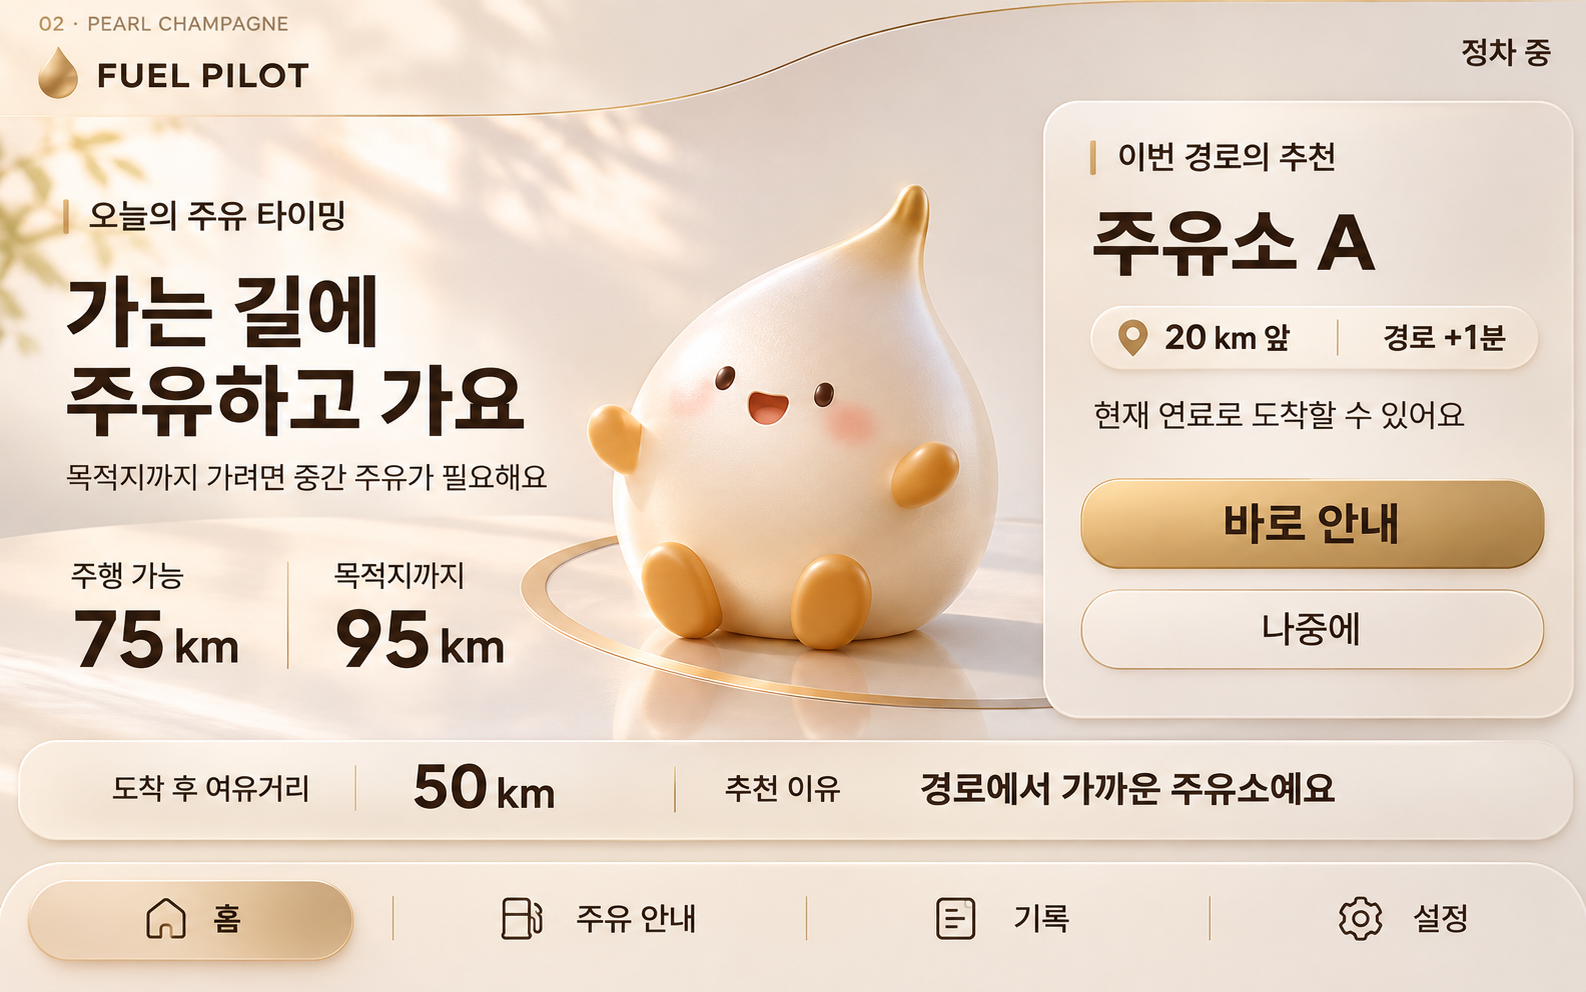 02 · PEARL CHAMPAGNE
FUEL PILOT
정차 중
오늘의 주유 타이밍
가는 길에
주유하고 가요
목적지까지 가려면 중간 주유가 필요해요
주행 가능
75 km
목적지까지
95 km
이번 경로의 추천
주유소 A
20 km 앞
경로 +1분
현재 연료로 도착할 수 있어요
바로 안내
나중에
도착 후 여유거리
50 km
추천 이유
경로에서 가까운 주유소예요
홈
주유 안내
기록
설정